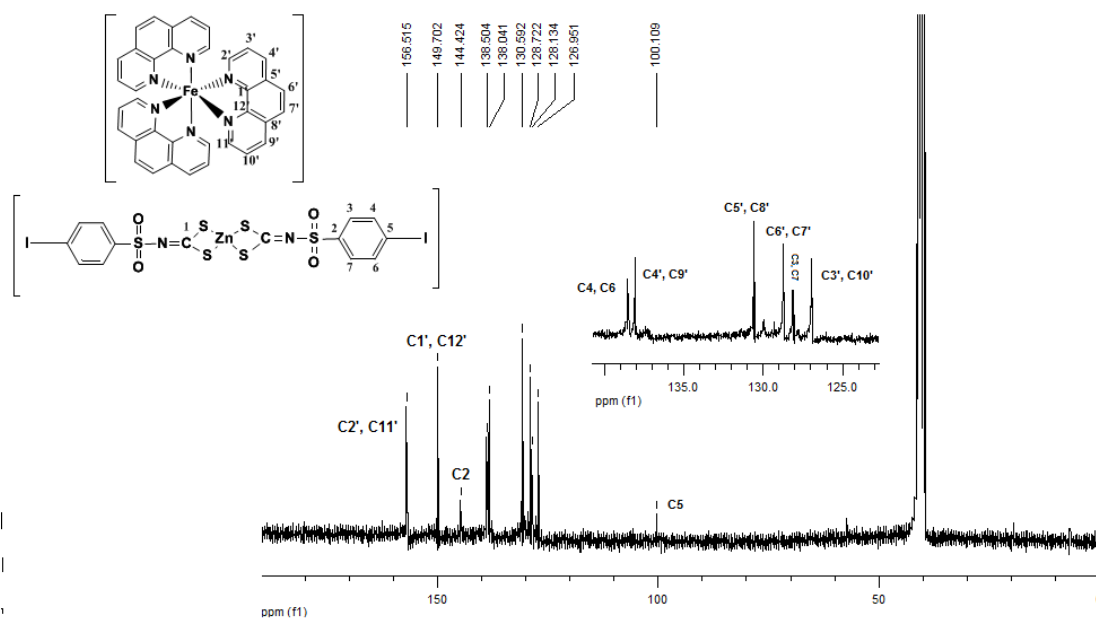 156.515
149.702
144.424
138.504
138.041
130.592
128.722
128.134
126.951
100.109
N
N
N
Fe
N
N
N
1'
2'
3'
4'
5'
6'
7'
8'
9'
10'
11
12'
I
O
S
O
N
C
1
S
S
Zn
S
S
C
N
O
S
O
2
3
4
5
6
7
I
C5', C8'
C6', C7'
C3, C7
C3', C10'
C4', C9'
C4, C6
135.0
130.0
125.0
ppm (f1)
C1', C12'
C2', C11'
C2
C5
150
100
50
ppm (f1)